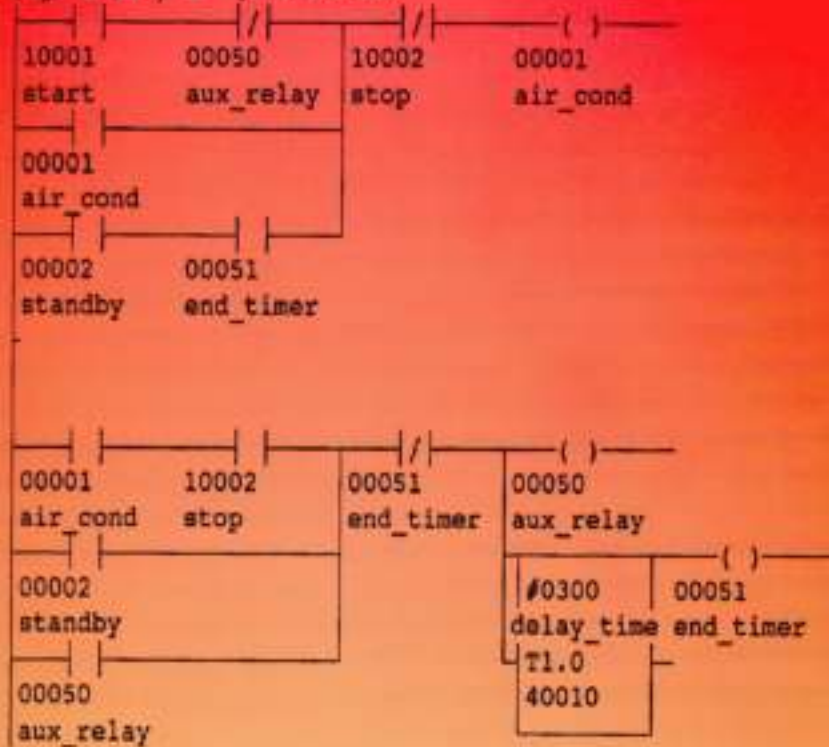 10001 00050 10002 00001
start aux_relay stop air_cond
00001
air_cond
00002 00051
standby end_timer
00001 10002 00051 00050
air_cond stop end_timer aux_relay
00002 #0300 00051
standby delay_time end_timer
T1.0
00050 40010
aux_relay